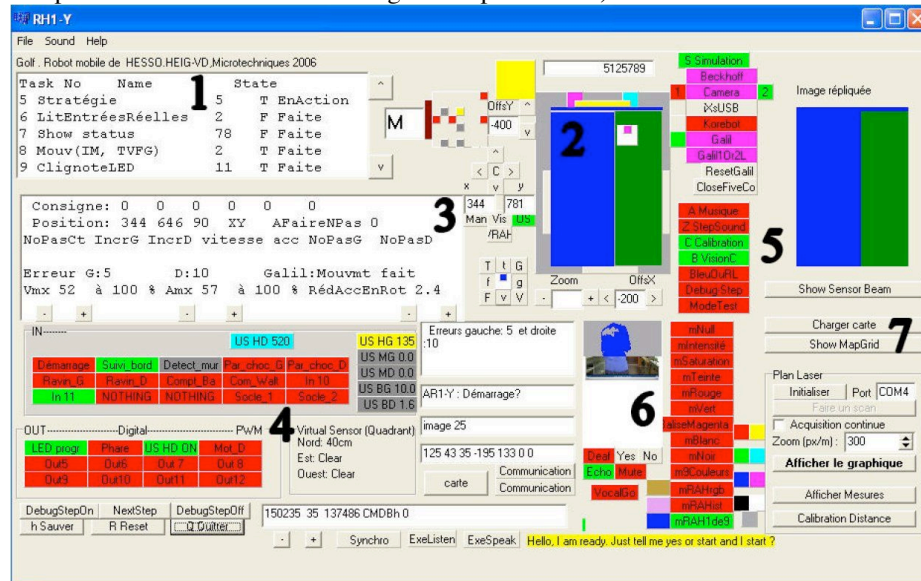 RH1-Y
File Sound Help
Golf . Robot mobile de HESSO.HEIG-VD,Microtechniques 2006
Task No Name State
5 Stratégie 5 T EnAction
6 LitEntréesRéelles 2 F Faite
7 Show status 78 F Faite
8 Mouv(IM, TVFG) 2 T Faite
9 ClignoteLED 11 T Faite
1
M
OffsY
-400
5125789
2
< C >
x v y
344 781
Man Vis US
/RAH
3
T t G
f g
F v V
Zoom OffsX
- + < -200 >
Consigne: 0 0 0 0 0 0
Position: 344 646 90 XY AFaireNPas 0
NoPasCt IncrG IncrD vitesse acc NoPasG NoPasD
Erreur G:5 D:10 Galil:Mouvmt fait
Vmx 52 à 100 % Amx 57 à 100 % RédAccEnRot 2.4
- + - +
S Simulation
Beckhoff
1 Camera 2
iXsUSB
Korebot
Galil
Galil1Or2L
ResetGalil
CloseFiveCo
A Musique
Z StepSound
C Calibration
B VisionC
BleuOuRL
Debug Step
ModeTest
5
Image répliquée
Show Sensor Beam
Charger carte
Show MapGrid
7
Plan Laser
Initialiser Port COM4
Faire un scan
Acquisition continue
Zoom (px/m) : 300
Afficher le graphique
Afficher Mesures
Calibration Distance
IN
US HD 520
US HG 135
US MG 0.0
US MD 0.0
US BG 10.0
US BD 1.6
Démarrage Suivi_bord Detect_mur Par_choc_G Par_choc_D
Ravin_G Ravin_D Compt_Ba Com_Wall In 10
In 11 NOTHING NOTHING Socle_1 Socle_2
4
OUT Digital PWM
LED progr Phare US HD ON Mot_D
Out5 Out6 Out 7 Out 8
Out9 Out10 Out11 Out12
Virtual Sensor (Quadrant)
Nord: 40cm
Est: Clear
Ouest: Clear
Erreurs gauche: 5 et droite
:10
AR1-Y : Démarrage?
image 25
125 43 35 -195 133 0 0
carte
Communication
Communication
6
Deaf Yes No
Echo Mute
VocalGo
mNull
mIntensité
mSaturation
mTeinte
mRouge
mVert
aliseMagenta
mBlanc
mNoir
m9Couleurs
mRAHrgb
mRAHist
mRAH1de9
DebugStepOn NextStep DebugStepOff
h Sauver R Reset Q Quitter
150235 35 137486 CMDBh 0
- + Synchro ExeListen ExeSpeak Hello, I am ready. Just tell me yes or start and I start ?